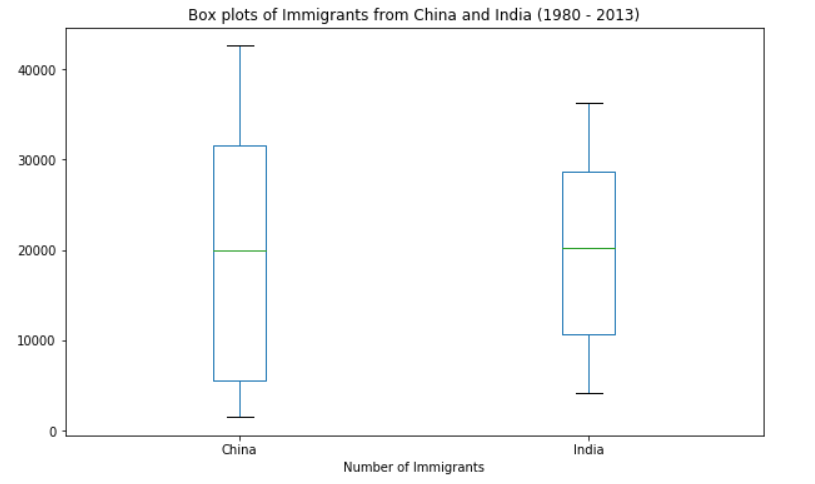 Box plots of Immigrants from China and India (1980 - 2013)
40000
30000
20000
10000
0
China India
Number of Immigrants